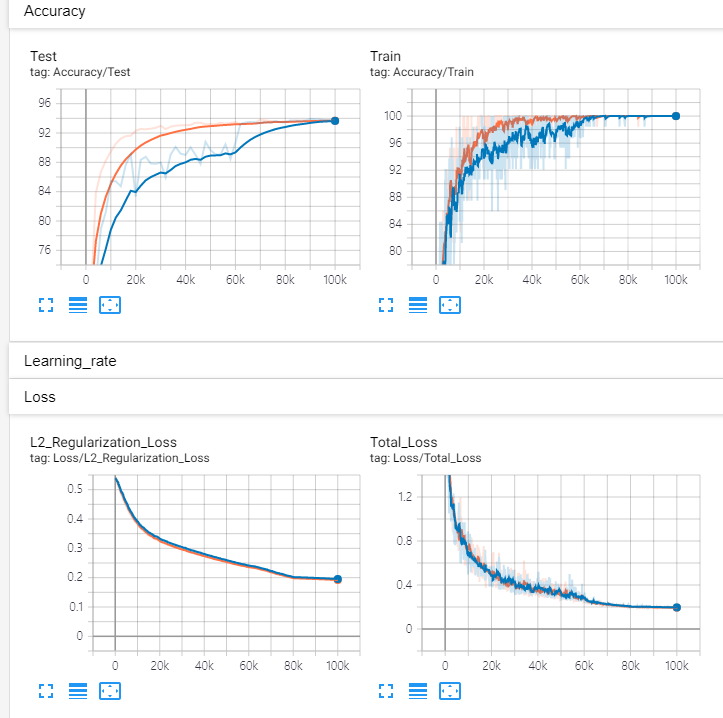 Accuracy
Test
tag: Accuracy/Test
96
92
88
84
80
76
0 20k 40k 60k 80k 100k
Train
tag: Accuracy/Train
100
96
92
88
84
80
0 20k 40k 60k 80k 100k
Learning_rate
Loss
L2_Regularization_Loss
tag: Loss/L2_Regularization_Loss
0.5
0.4
0.3
0.2
0.1
0
0 20k 40k 60k 80k 100k
Total_Loss
tag: Loss/Total_Loss
1.2
0.8
0.4
0
0 20k 40k 60k 80k 100k